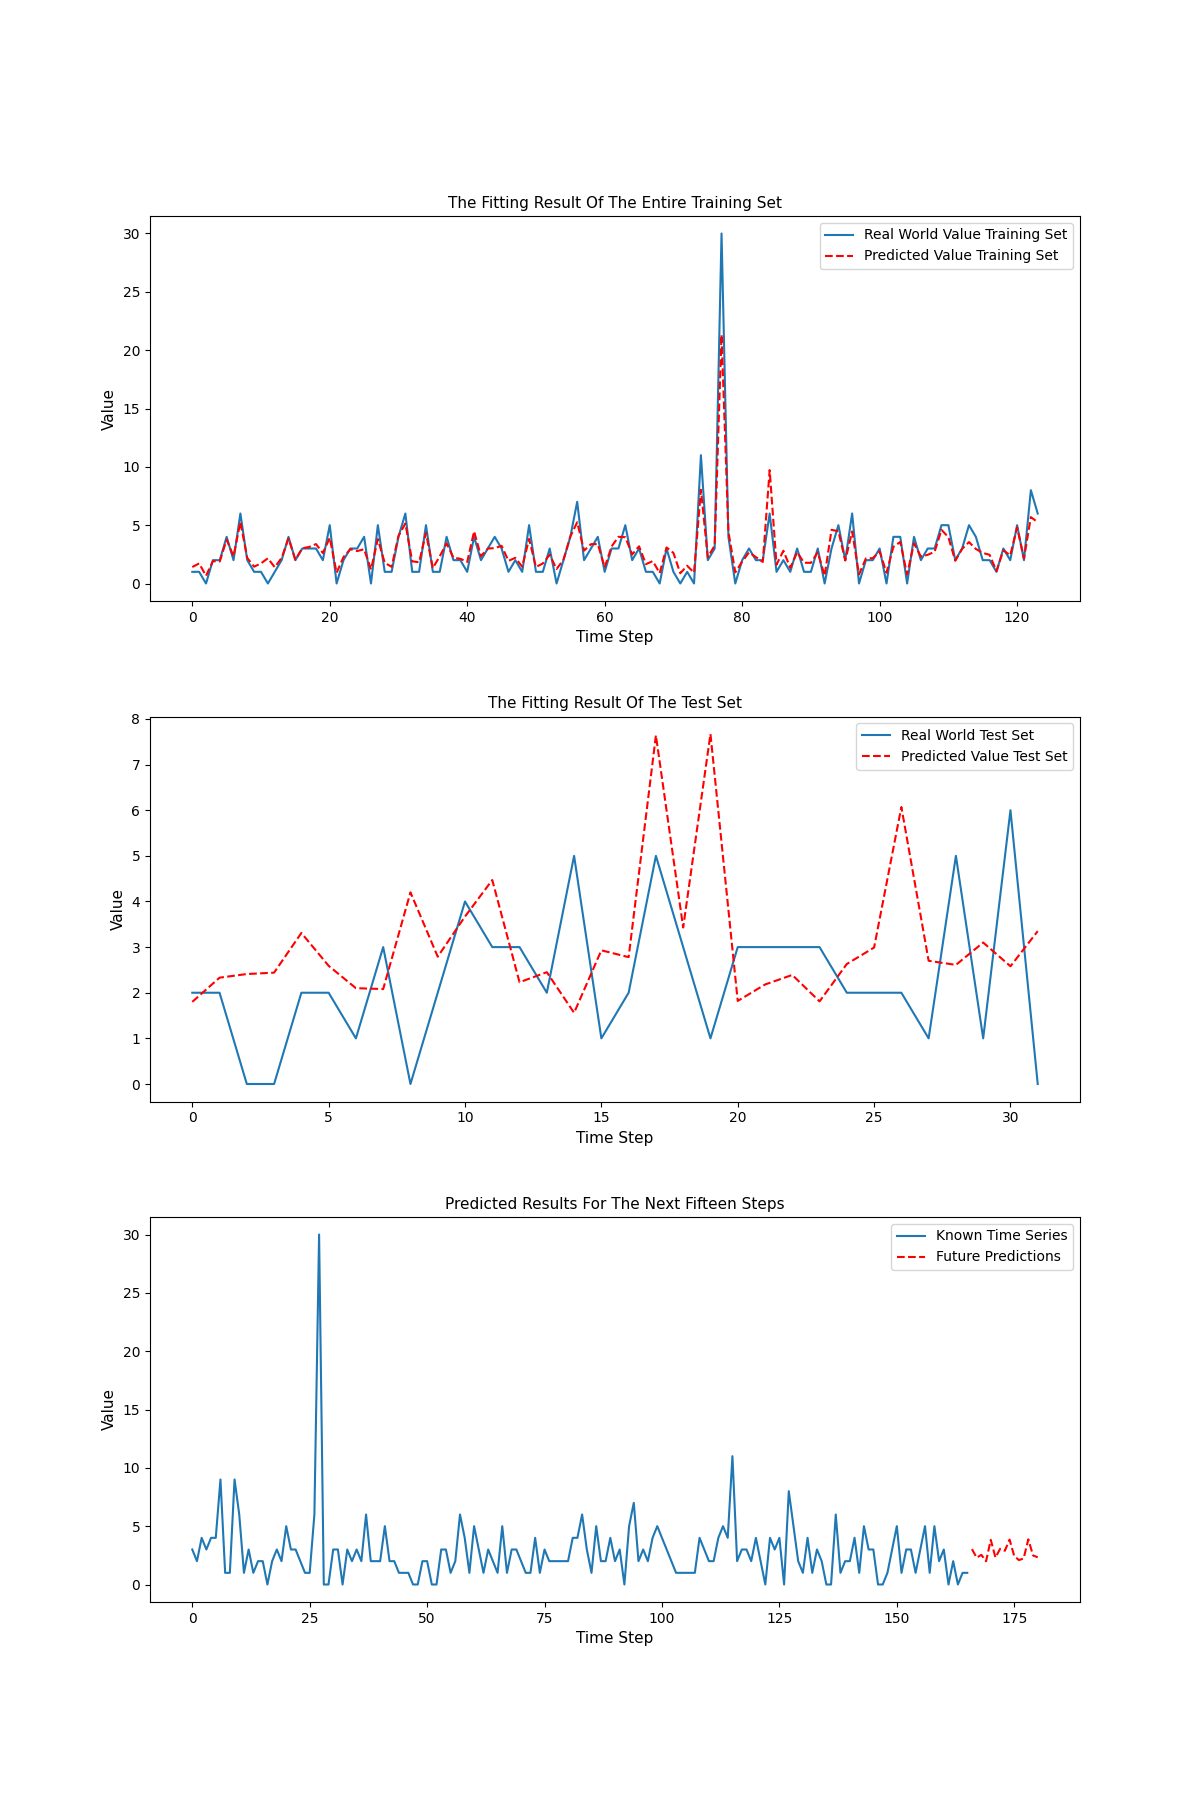 The Fitting Result Of The Entire Training Set
30
25
20
15
10
5
0
Value
Real World Value Training Set
Predicted Value Training Set
0 20 40 60 80 100 120
Time Step
The Fitting Result Of The Test Set
8
7
6
5
4
3
2
1
0
Value
Real World Test Set
Predicted Value Test Set
0 5 10 15 20 25 30
Time Step
Predicted Results For The Next Fifteen Steps
30
25
20
15
10
5
0
Value
Known Time Series
Future Predictions
0 25 50 75 100 125 150 175
Time Step